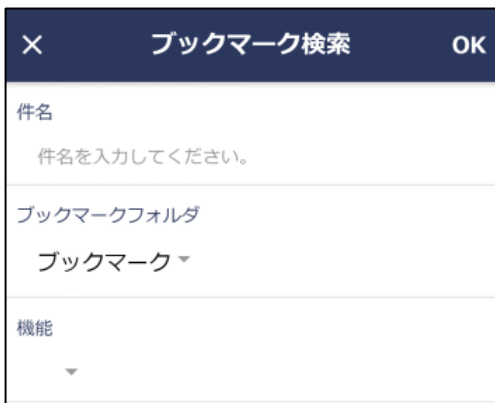 × ブックマーク検索 OK
件名
件名を入力してください。
ブックマークフォルダ
ブックマーク
機能